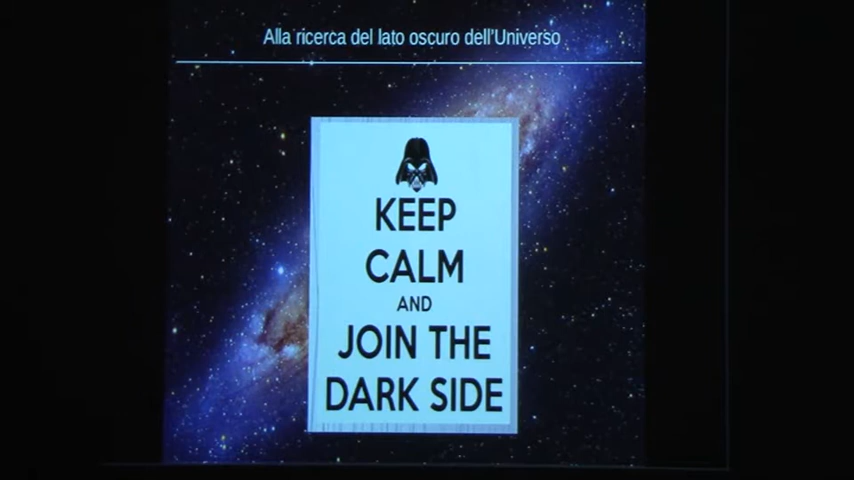 Alla ricerca del lato oscuro dell'Universo
KEEP
CALM
AND
JOIN THE
DARK SIDE